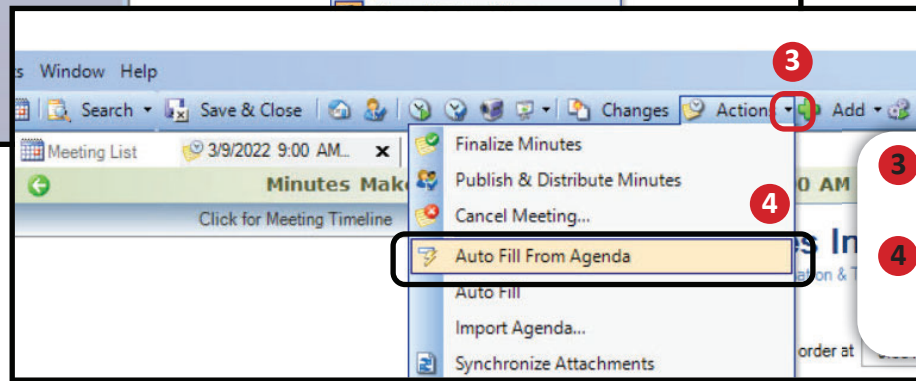 3
s Window Help
Search Save & Close Changes Actions Add
Meeting List 3/9/2022 9:00 AM... x
Finalize Minutes
3
Minutes Mak
Publish & Distribute Minutes
0 AM
4
Click for Meeting Timeline
Cancel Meeting...
s In
4
Auto Fill From Agenda
ation & T
Auto Fill
Import Agenda...
order at
Synchronize Attachments